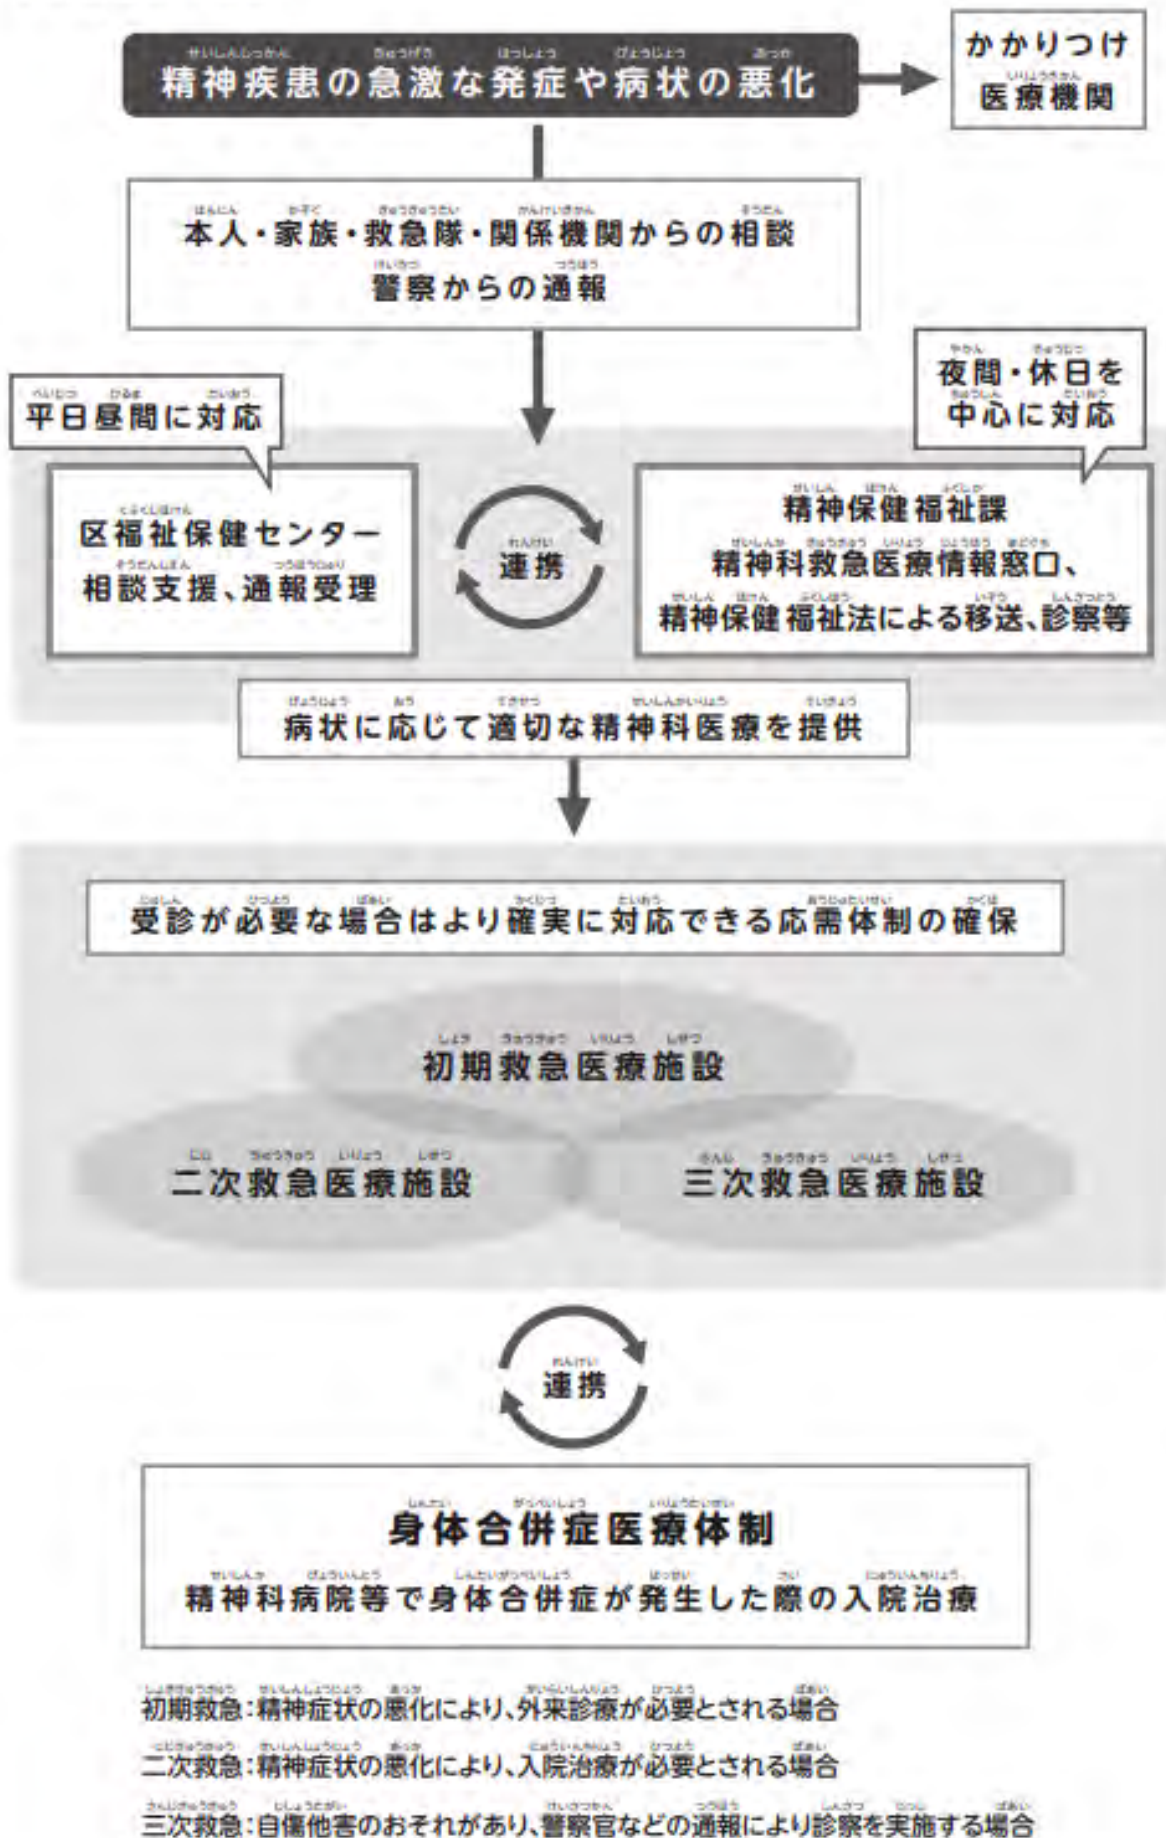 精神疾患の急激な発症や病状の悪化
かかりつけ
医療機関
本人・家族・救急隊・関係機関からの相談
警察からの通報
平日昼間に対応
夜間・休日を
中心に対応
区福祉保健センター
相談支援、通報受理
連携
精神保健福祉課
精神科救急医療情報窓口、
精神保健福祉法による移送、診察等
病状に応じて適切な精神科医療を提供
受診が必要な場合はより確実に対応できる応需体制の確保
初期救急医療施設
二次救急医療施設
三次救急医療施設
連携
身体合併症医療体制
精神科病院等で身体合併症が発生した際の入院治療
初期救急：精神症状の悪化により、外来診療が必要とされる場合
二次救急：精神症状の悪化により、入院治療が必要とされる場合
三次救急：自傷他害のおそれがあり、警察官などの通報により診察を実施する場合